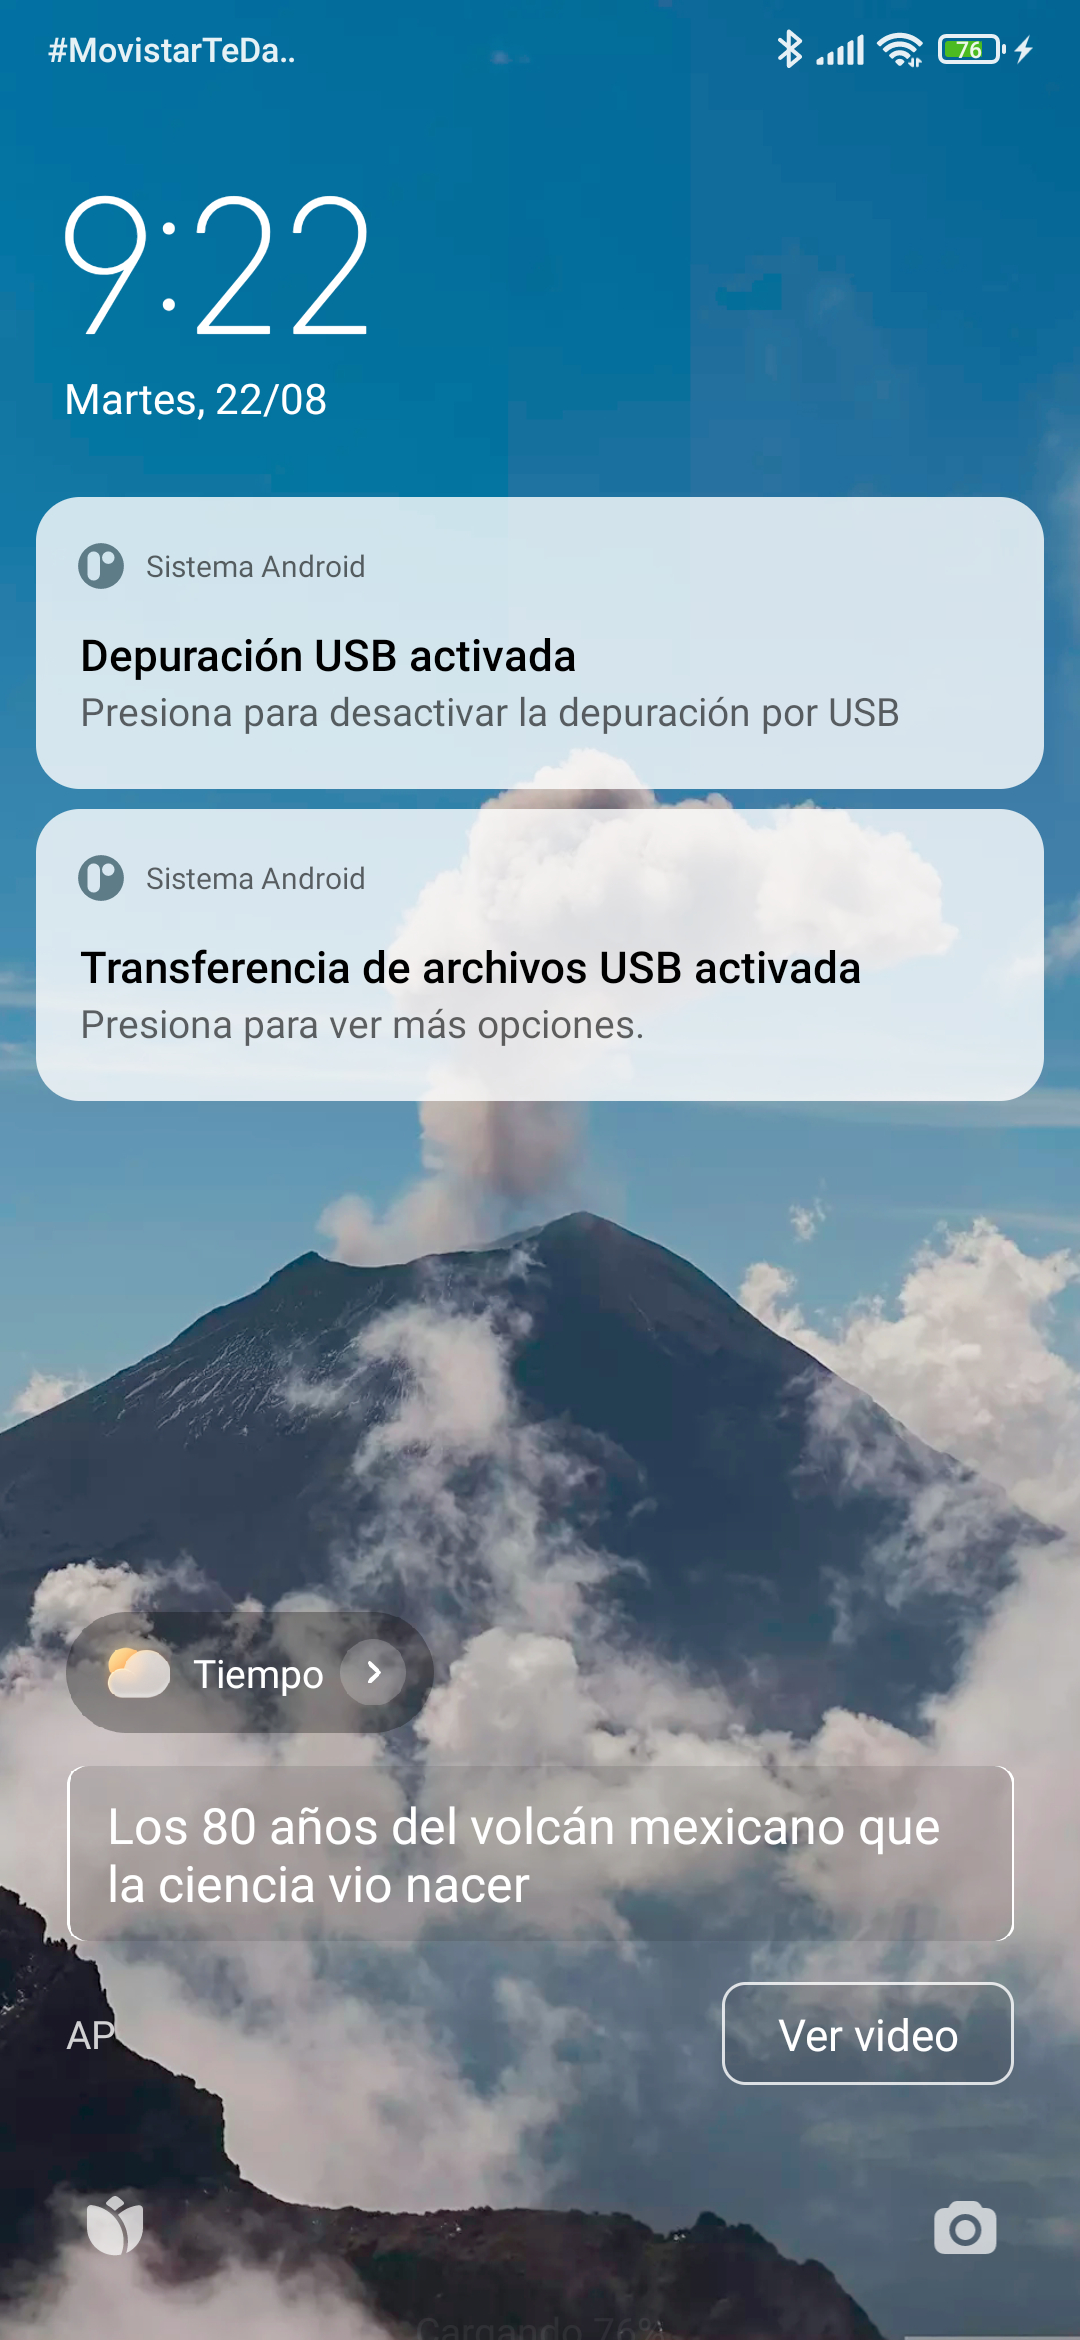 #MovistarTeDa..
76
9:22
Martes, 22/08
Sistema Android
Depuración USB activada
Presiona para desactivar la depuración por USB
Sistema Android
Transferencia de archivos USB activada
Presiona para ver más opciones.
Tiempo
Los 80 años del volcán mexicano que
la ciencia vio nacer
AP
Ver video
Cargando 76%